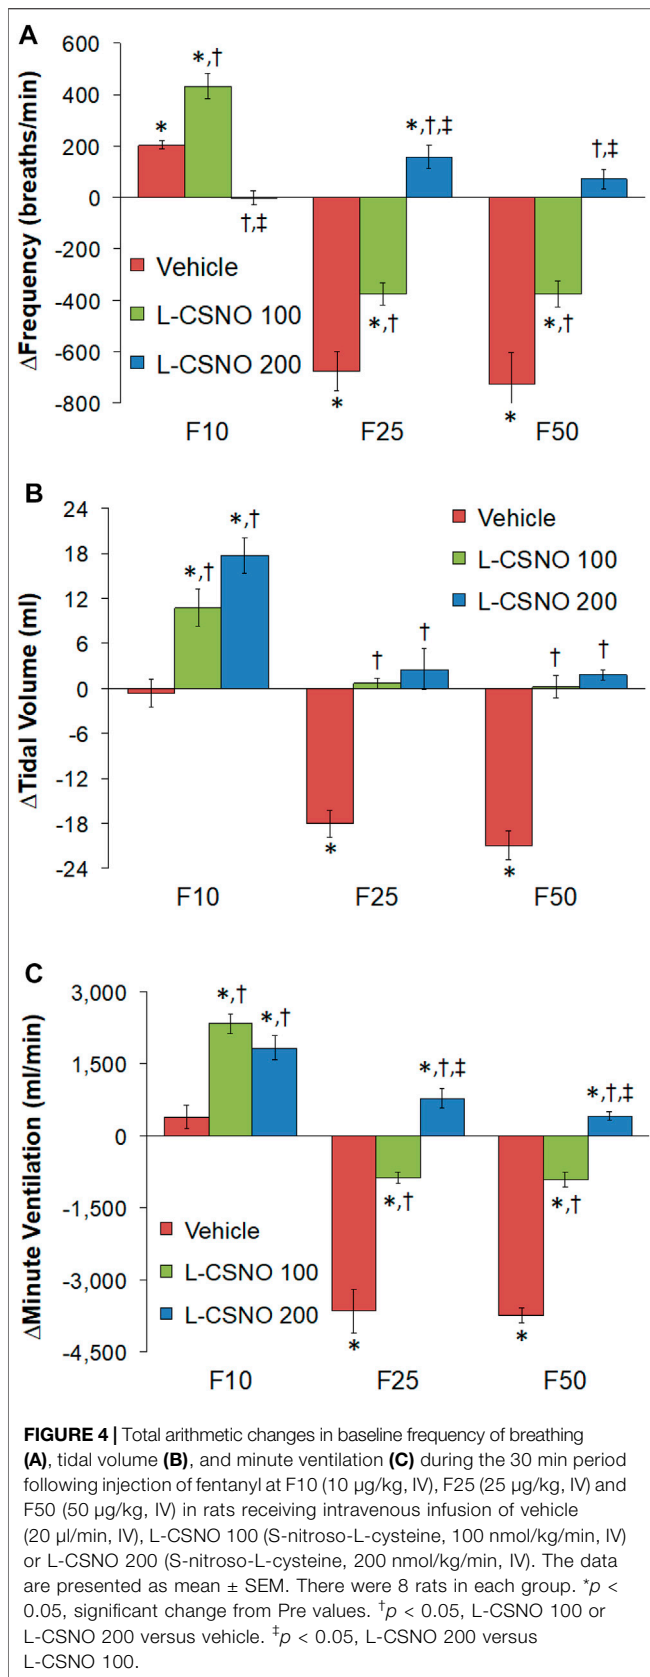 A
ΔFrequency (breaths/min)
600
400
200
0
-200
-400
-600
-800
*
*,†
†,‡
*
*,†
*,†,‡
*
*,†
†,‡
Vehicle
L-CSNO 100
L-CSNO 200
F10 F25 F50
B
ΔTidal Volume (ml)
24
18
12
6
0
-6
-12
-18
-24
*,†
*,†
*
†
†
*
†
†
Vehicle
L-CSNO 100
L-CSNO 200
F10 F25 F50
C
ΔMinute Ventilation (ml/min)
3,000
1,500
0
-1,500
-3,000
-4,500
*,†
*,†
*
*,†
*,†,‡
*
*,†
*,†,‡
Vehicle
L-CSNO 100
L-CSNO 200
F10 F25 F50
FIGURE 4 | Total arithmetic changes in baseline frequency of breathing
(A), tidal volume (B), and minute ventilation (C) during the 30 min period
following injection of fentanyl at F10 (10 μg/kg, IV), F25 (25 μg/kg, IV) and
F50 (50 μg/kg, IV) in rats receiving intravenous infusion of vehicle
(20 μl/min, IV), L-CSNO 100 (S-nitroso-L-cysteine, 100 nmol/kg/min, IV)
or L-CSNO 200 (S-nitroso-L-cysteine, 200 nmol/kg/min, IV). The data
are presented as mean ± SEM. There were 8 rats in each group. *p <
0.05, significant change from Pre values. †p < 0.05, L-CSNO 100 or
L-CSNO 200 versus vehicle. ‡p < 0.05, L-CSNO 200 versus
L-CSNO 100.